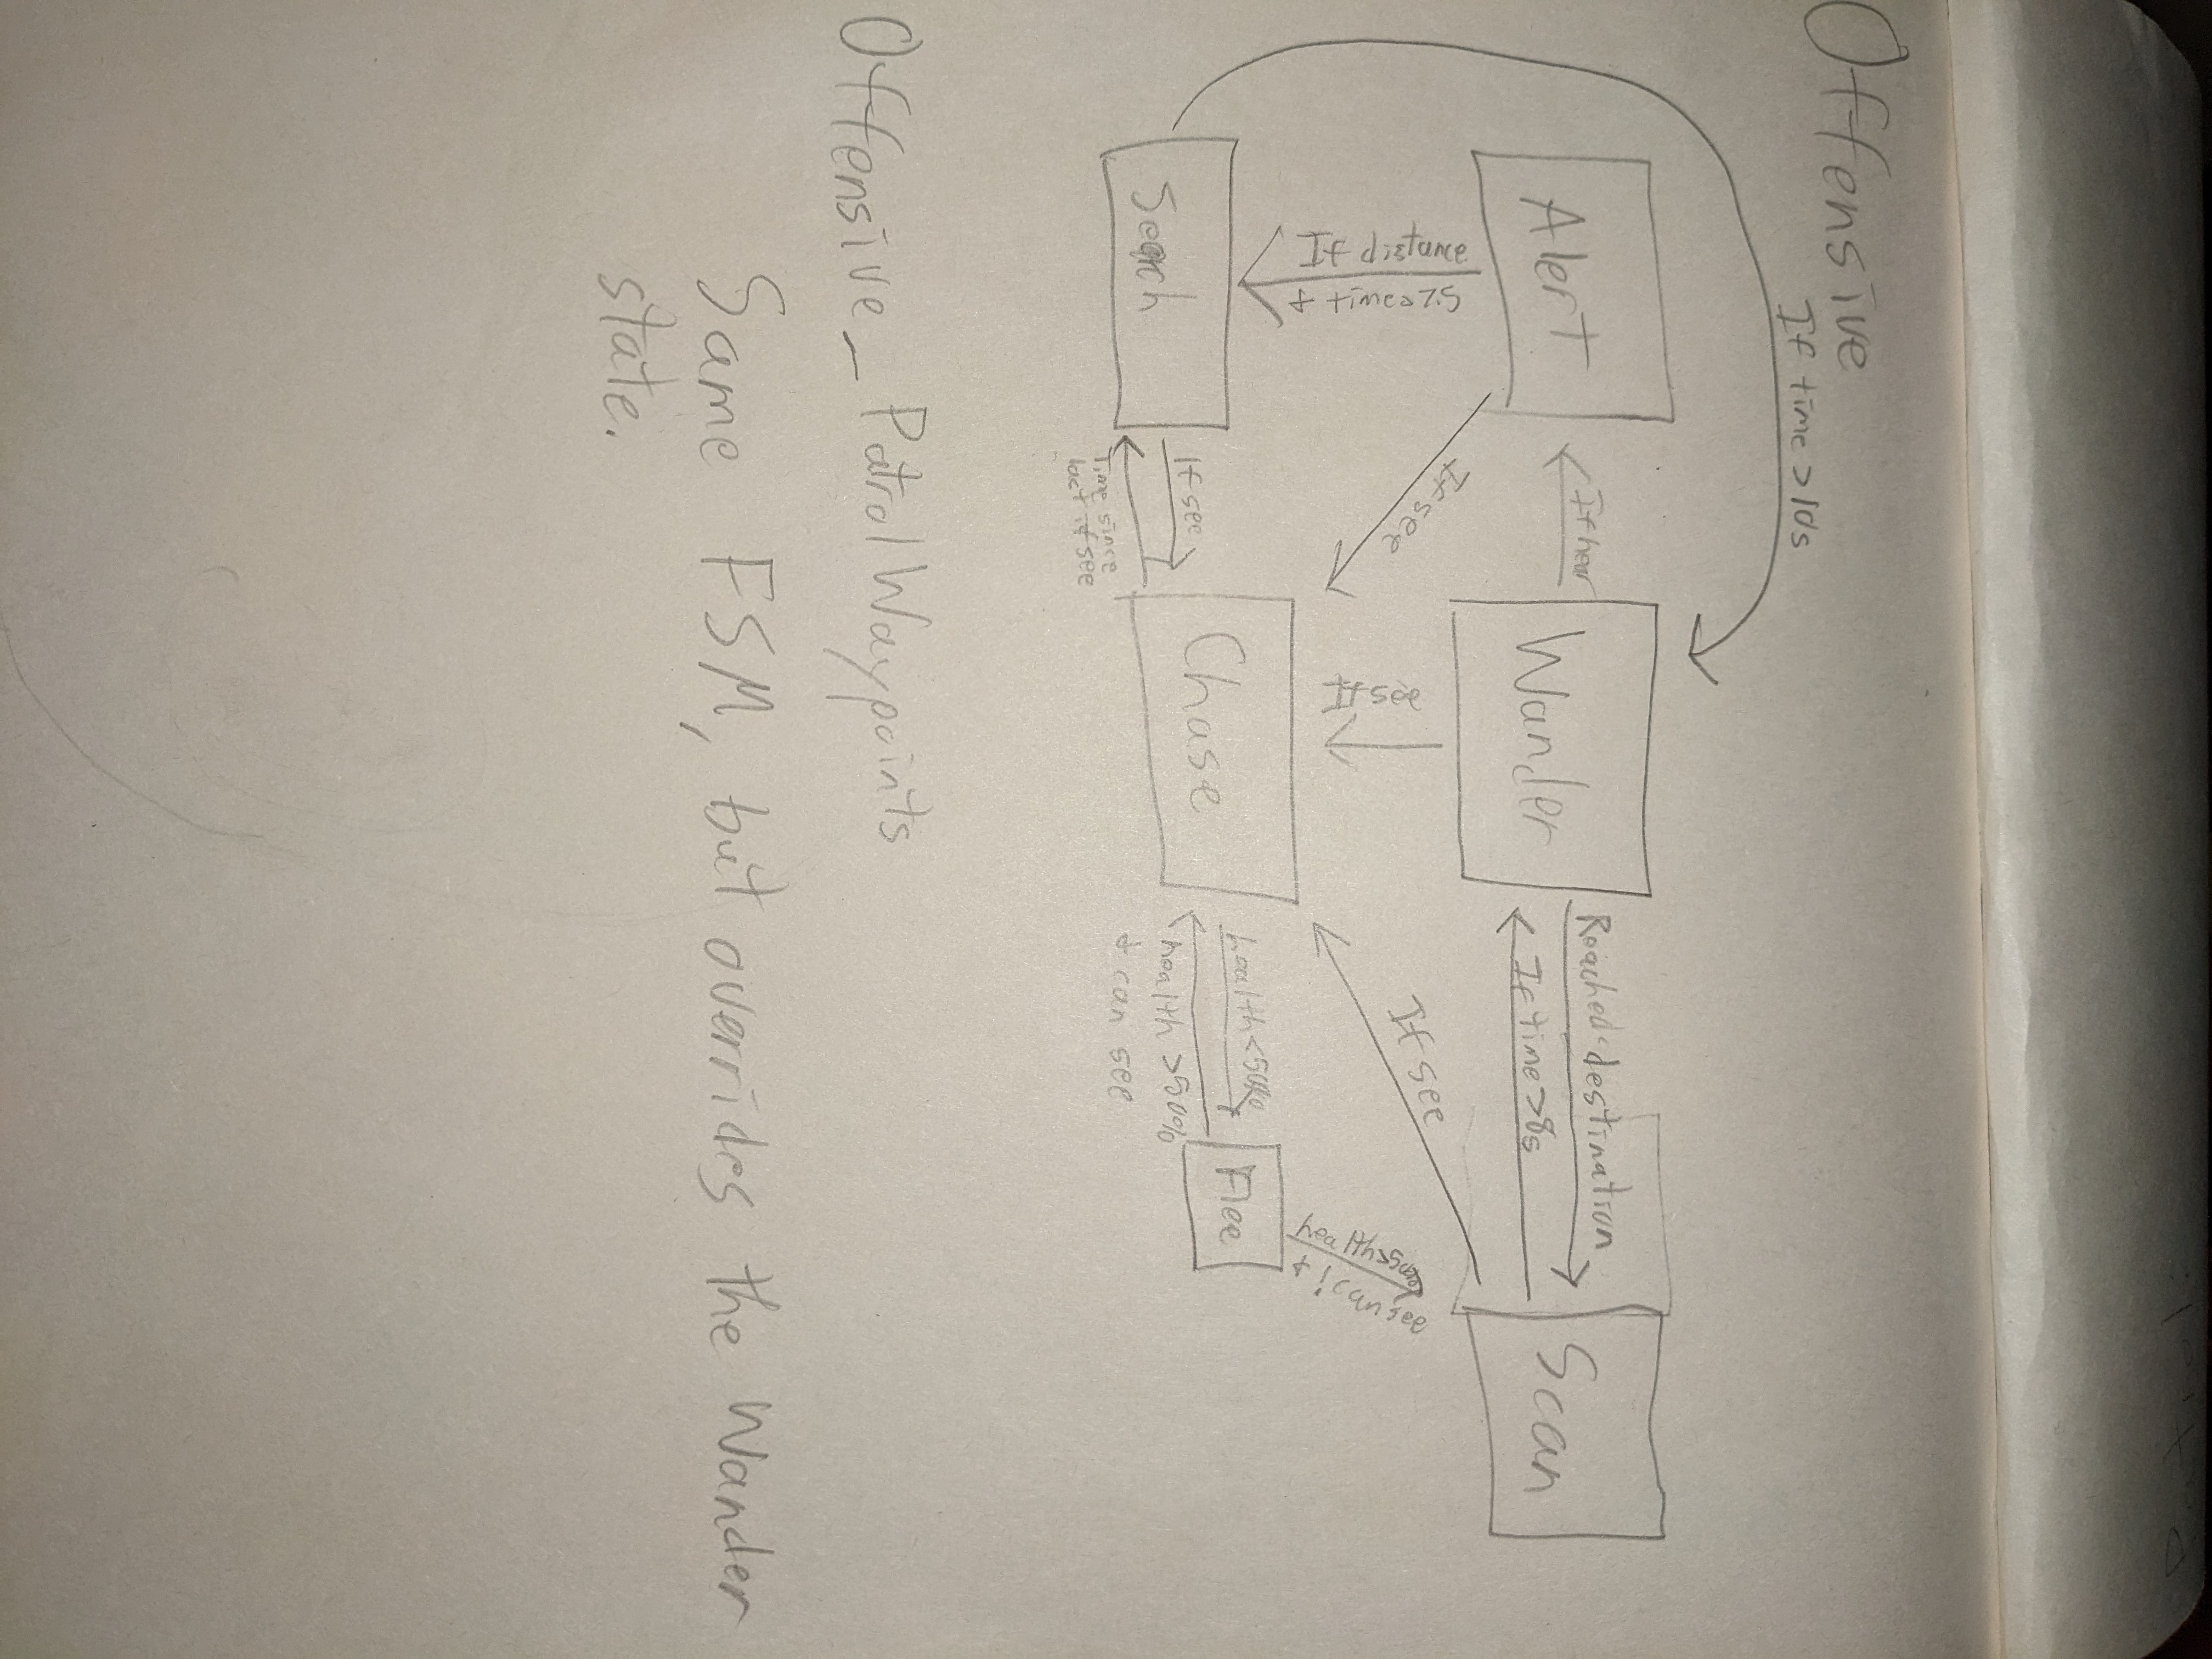 Offensive
If time > 10s
Alert
If hear
Wander
Reached destination
If time > 8s
Scan
If distance
& time > 7.5
If see
If see
If see
health > 50%
& !can see
Search
If see
Time since
last if see
Chase
health < 50%
health > 50%
& can see
Flee
Offensive_PatrolWaypoints
Same FSM, but overrides the Wander
state.